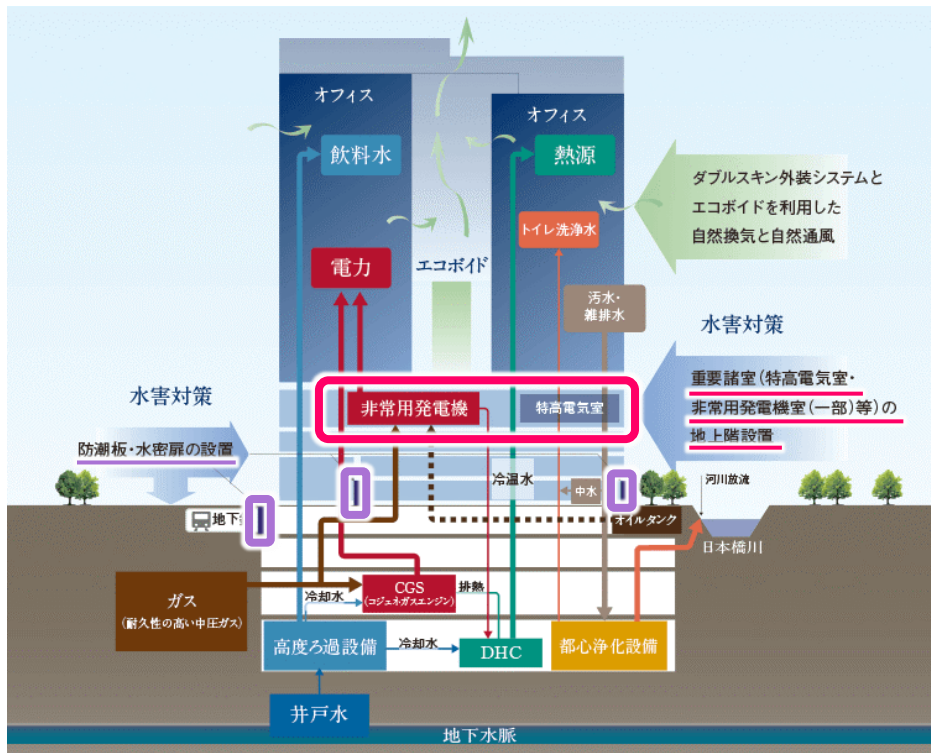 オフィス
オフィス
飲料水
熱源
ダブルスキン外装システムと
エコボイドを利用した
自然換気と自然通風
トイレ洗浄水
電力
エコボイド
汚水・
雑排水
水害対策
重要諸室(特高電気室・
非常用発電機室(一部)等)の
地上階設置
非常用発電機
特高電気室
水害対策
防潮板・水密扉の設置
冷温水
中水
河川放流
地下
オイルタンク
日本橋川
ガス
(耐久性の高い中圧ガス)
CGS
(コジェネガスエンジン)
排熱
冷却水
高度ろ過設備
冷却水
DHC
都心浄化設備
井戸水
地下水脈